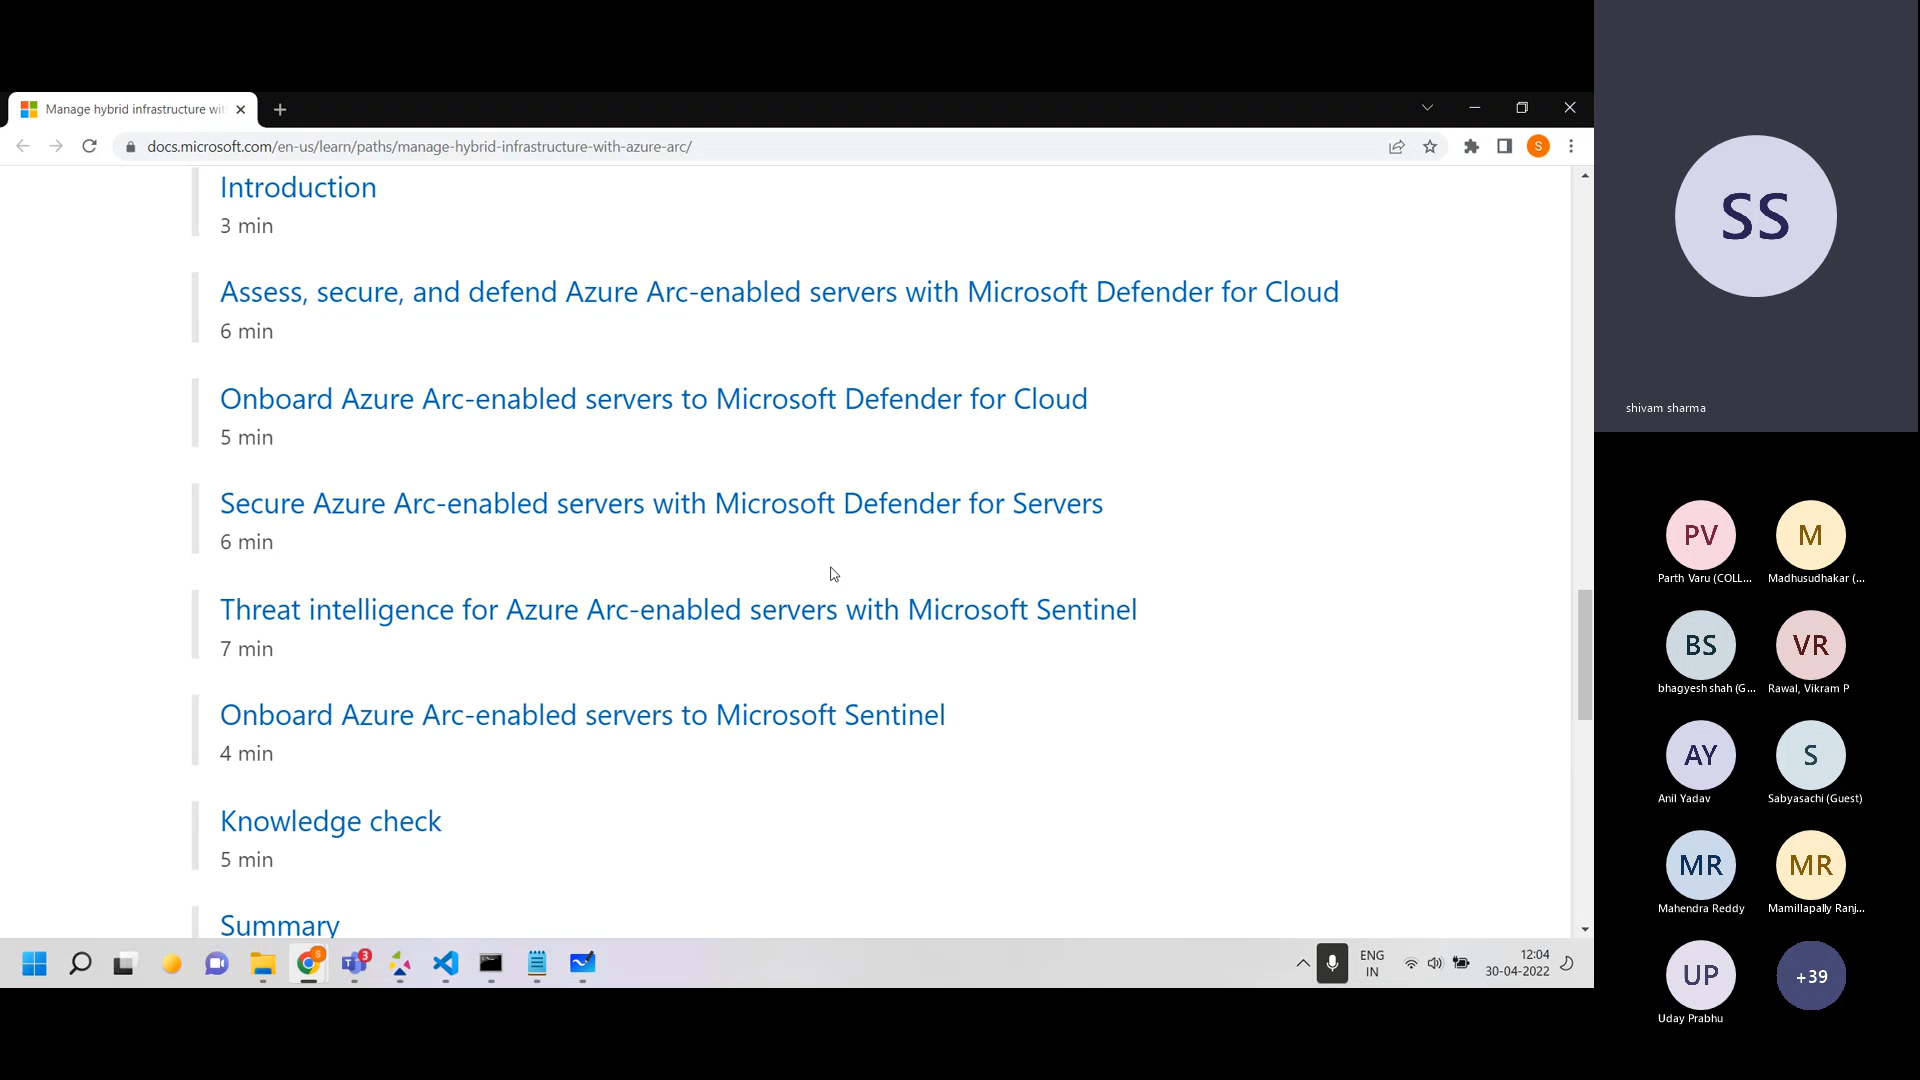 Manage hybrid infrastructure wit
docs.microsoft.com/en-us/learn/paths/manage-hybrid-infrastructure-with-azure-arc/
S
Introduction
3 min
Assess, secure, and defend Azure Arc-enabled servers with Microsoft Defender for Cloud
6 min
Onboard Azure Arc-enabled servers to Microsoft Defender for Cloud
5 min
Secure Azure Arc-enabled servers with Microsoft Defender for Servers
6 min
Threat intelligence for Azure Arc-enabled servers with Microsoft Sentinel
7 min
Onboard Azure Arc-enabled servers to Microsoft Sentinel
4 min
Knowledge check
5 min
Summary
S
3
ENG
IN
12:04
30-04-2022
SS
shivam sharma
PV
M
Parth Varu (COLL...
Madhusudhakar (...
BS
VR
bhagyesh shah (G...
Rawal, Vikram P
AY
S
Anil Yadav
Sabyasachi (Guest)
MR
MR
Mahendra Reddy
Mamillapally Ranj...
UP
+39
Uday Prabhu